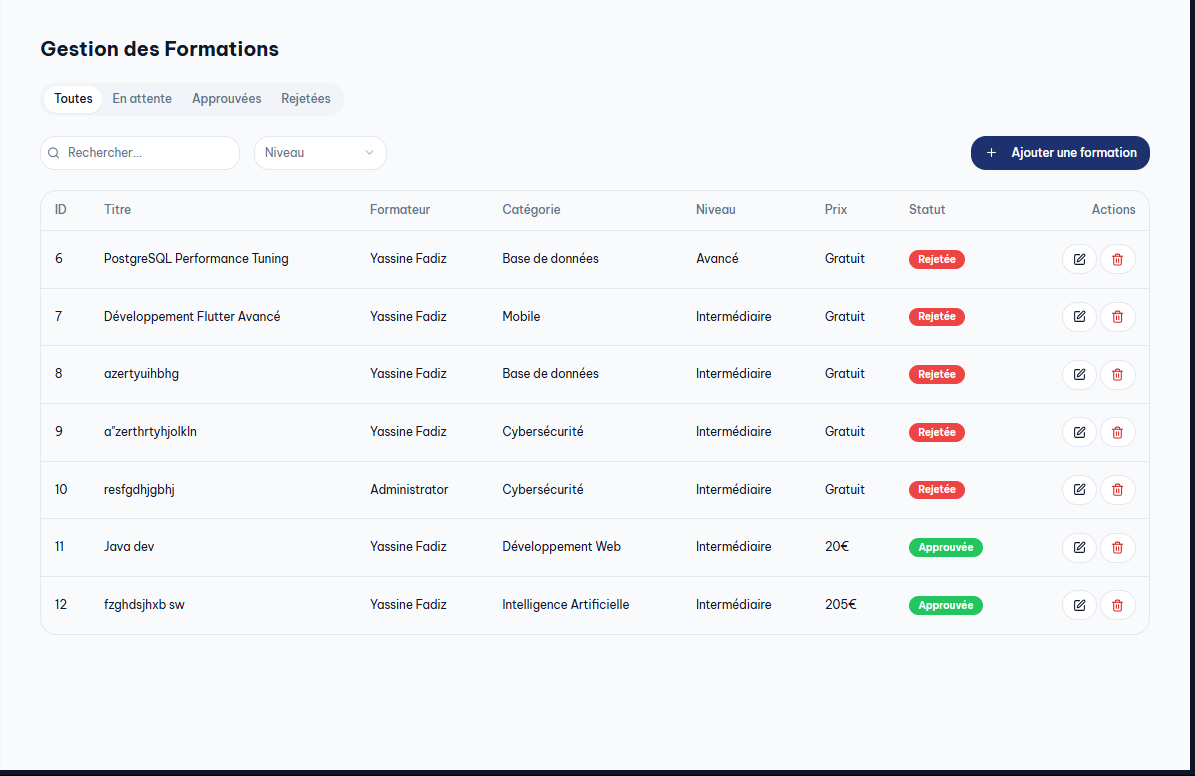 Gestion des Formations
Toutes En attente Approuvées Rejetées
Rechercher... Niveau + Ajouter une formation
ID Titre Formateur Catégorie Niveau Prix Statut Actions
6 PostgreSQL Performance Tuning Yassine Fadiz Base de données Avancé Gratuit Rejetée
7 Développement Flutter Avancé Yassine Fadiz Mobile Intermédiaire Gratuit Rejetée
8 azertyuihbhg Yassine Fadiz Base de données Intermédiaire Gratuit Rejetée
9 a"zerthrtyhjolkln Yassine Fadiz Cybersécurité Intermédiaire Gratuit Rejetée
10 resfgdhjgbhj Administrator Cybersécurité Intermédiaire Gratuit Rejetée
11 Java dev Yassine Fadiz Développement Web Intermédiaire 20€ Approuvée
12 fzghdsjhxb sw Yassine Fadiz Intelligence Artificielle Intermédiaire 205€ Approuvée